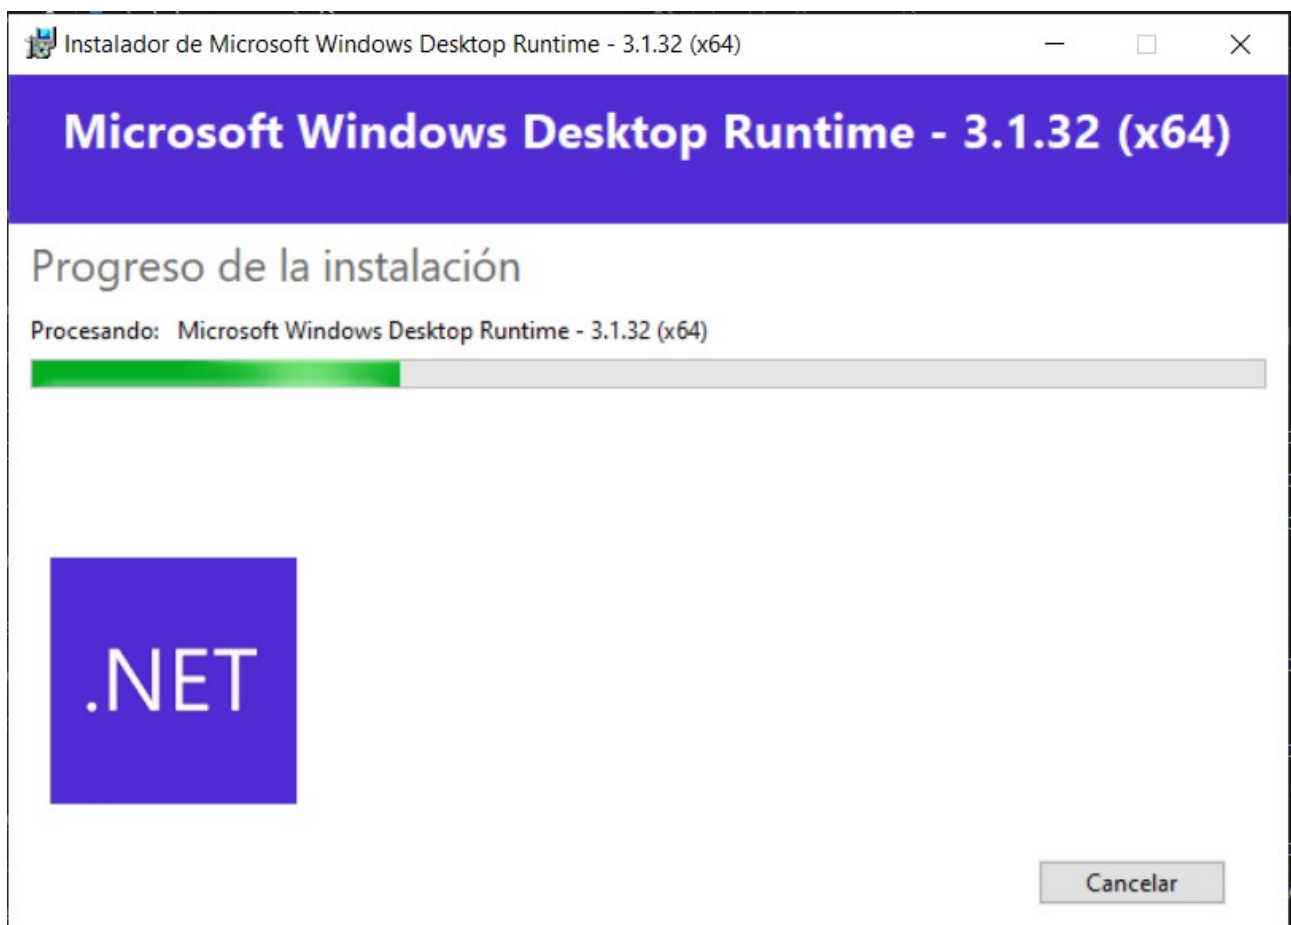 Instalador de Microsoft Windows Desktop Runtime - 3.1.32 (x64)
Microsoft Windows Desktop Runtime - 3.1.32 (x64)
Progreso de la instalación
Procesando: Microsoft Windows Desktop Runtime - 3.1.32 (x64)
.NET
Cancelar